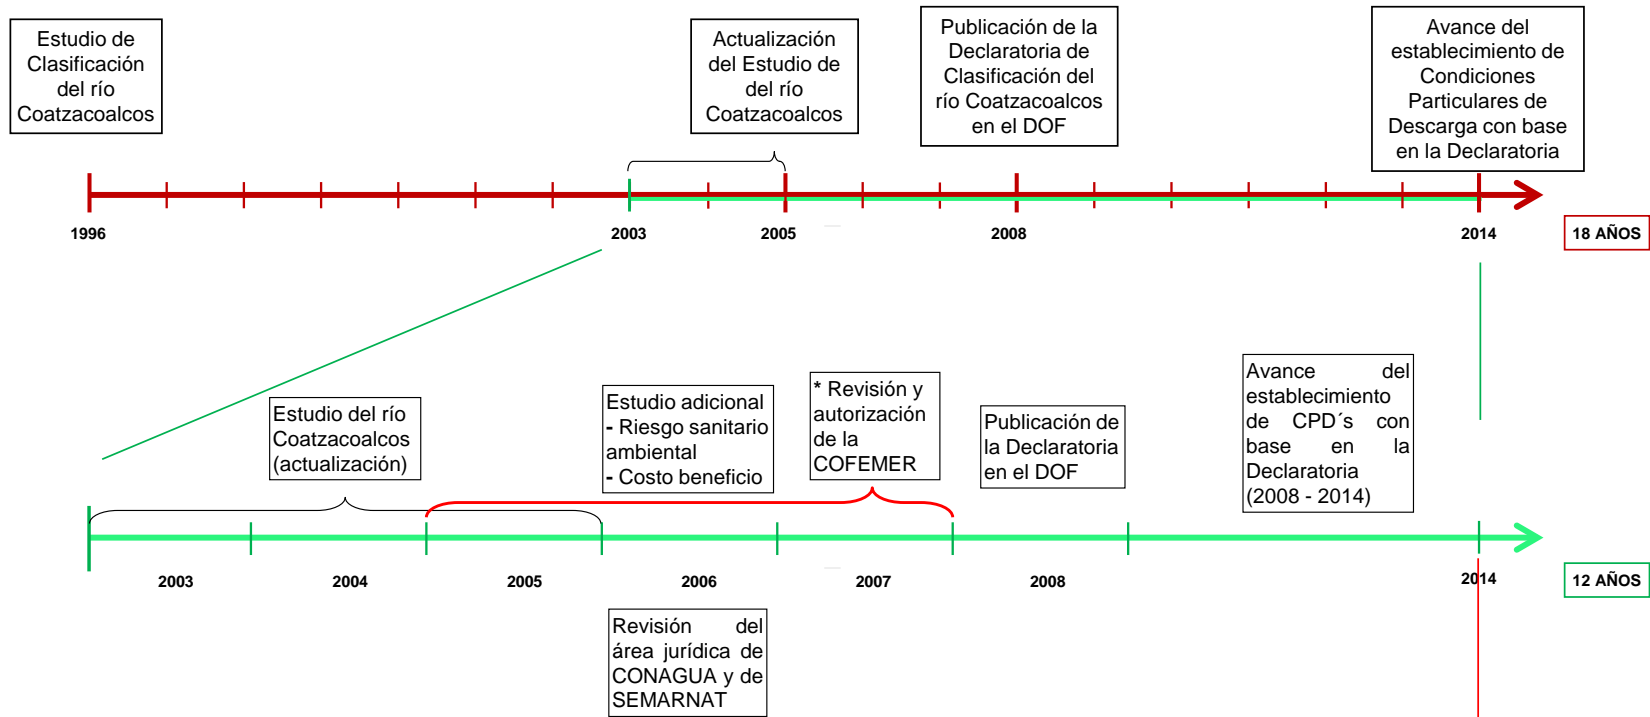 Estudio de
Clasificación
del río
Coatzacoalcos
Actualización
del Estudio de
del río
Coatzacoalcos
Publicación de la
Declaratoria de
Clasificación del
río Coatzacoalcos
en el DOF
Avance del
establecimiento de
Condiciones
Particulares de
Descarga con base
en la Declaratoria
1996
2003
2005
2008
2014
18 AÑOS
Estudio del río
Coatzacoalcos
(actualización)
Estudio adicional
- Riesgo sanitario
ambiental
- Costo beneficio
* Revisión y
autorización
de la
COFEMER
Publicación de
la Declaratoria
en el DOF
Avance del
establecimiento
de CPD´s con
base en la
Declaratoria
(2008 - 2014)
2003
2004
2005
2006
2007
2008
2014
12 AÑOS
Revisión del
área jurídica de
CONAGUA y de
SEMARNAT